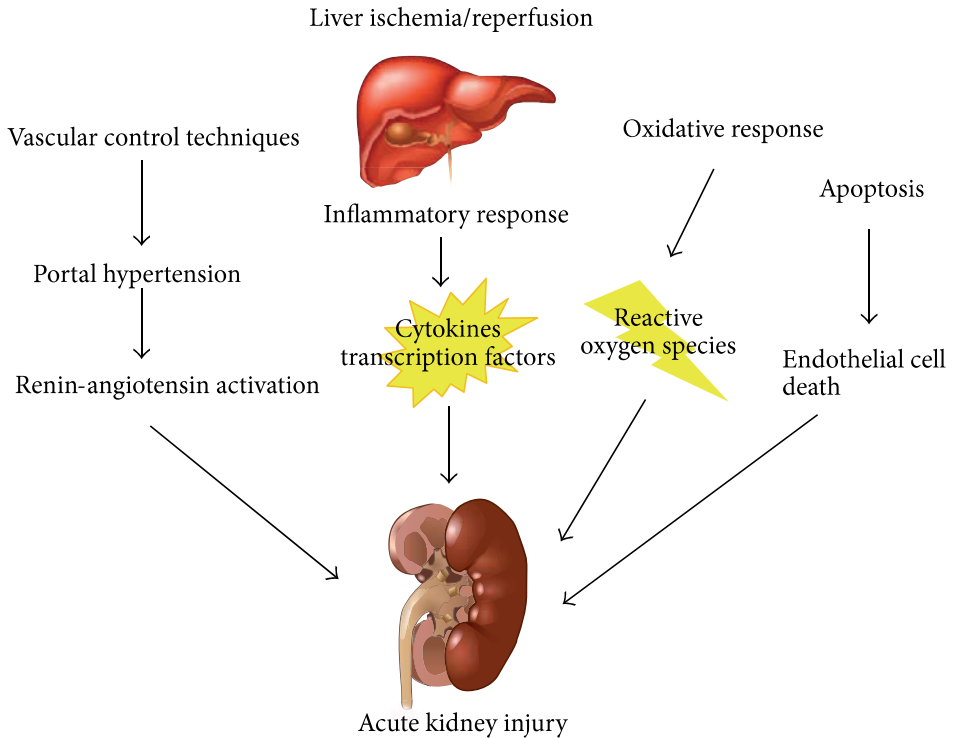 Liver ischemia/reperfusion
Vascular control techniques
Oxidative response
Apoptosis
Inflammatory response
Portal hypertension
Cytokines
transcription factors
Reactive
oxygen species
Endothelial cell
death
Renin-angiotensin activation
Acute kidney injury